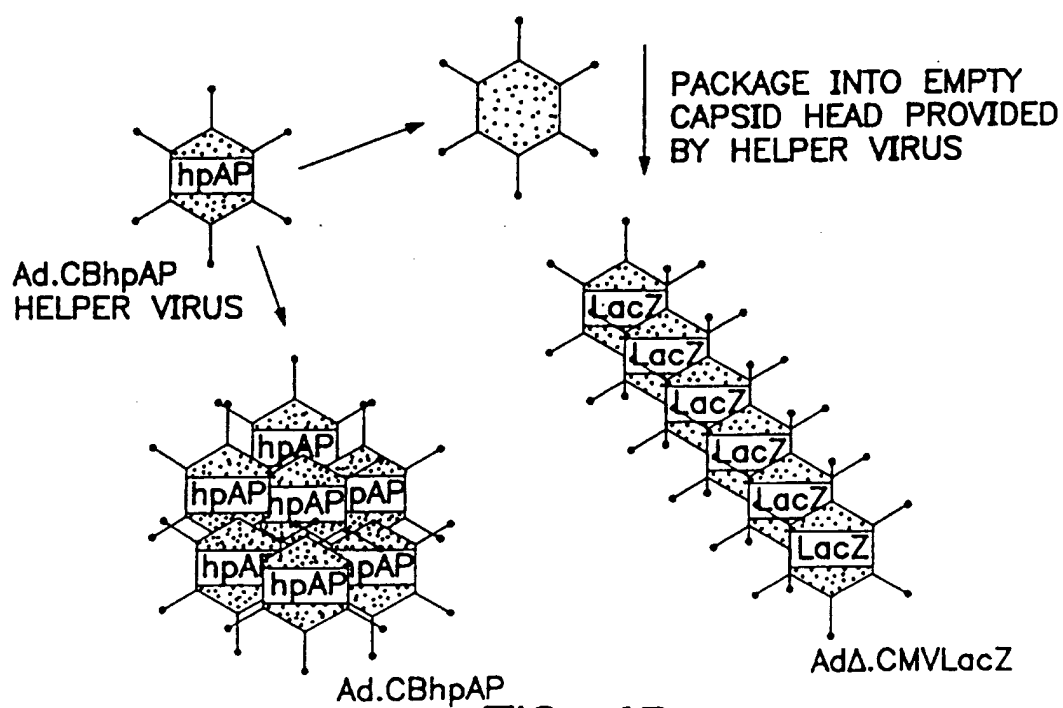 PACKAGE INTO EMPTY
CAPSID HEAD PROVIDED
BY HELPER VIRUS
hpAP
Ad.CBhpAP
HELPER VIRUS
LacZ
LacZ
LacZ
LacZ
LacZ
LacZ
hpAP
hpAP
hpAP
pAP
hpAP
hpAP
hpAP
Ad.CBhpAP
AdΔ.CMVLacZ